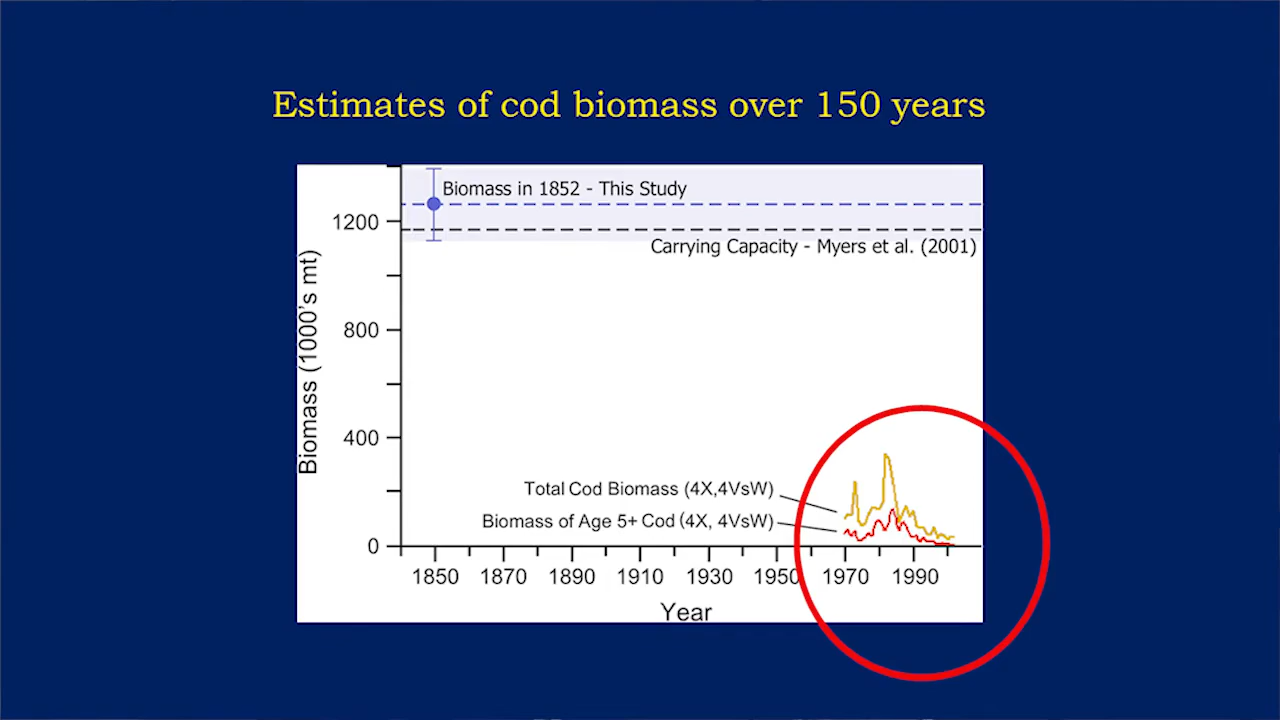 Estimates of cod biomass over 150 years
Biomass in 1852 - This Study
Carrying Capacity - Myers et al. (2001)
Biomass (1000's mt)
1200
800
400
0
Total Cod Biomass (4X,4VsW)
Biomass of Age 5+ Cod (4X, 4VsW)
1850 1870 1890 1910 1930 1950 1970 1990
Year